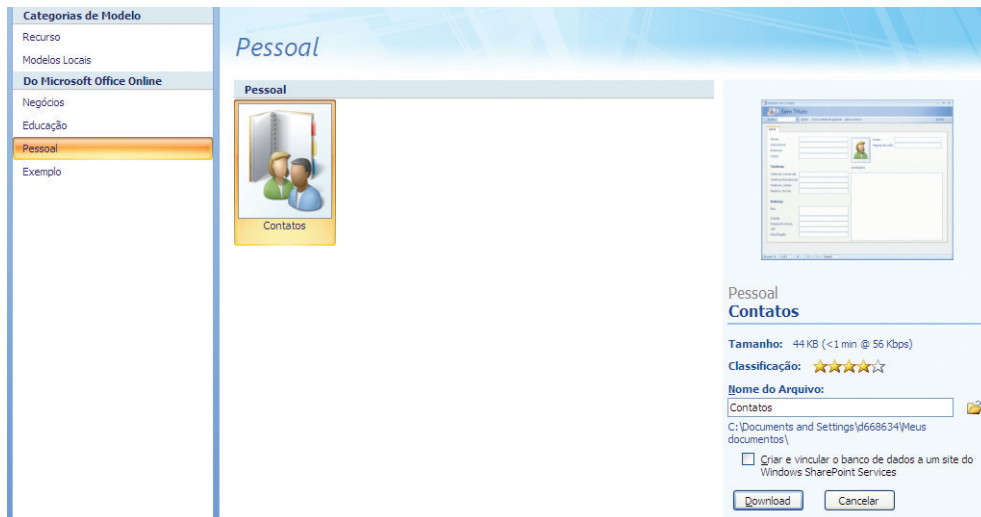 Categorias de Modelo
Recurso
Modelos Locais
Do Microsoft Office Online
Negócios
Educação
Pessoal
Exemplo
Pessoal
Pessoal
Contatos
Sem Título
Pessoal
Contatos
Tamanho: 44 KB (<1 min @ 56 Kbps)
Classificação:
Nome do Arquivo:
Contatos
C:\Documents and Settings\d668634\Meus
documentos\
Criar e vincular o banco de dados a um site do
Windows SharePoint Services
Download
Cancelar